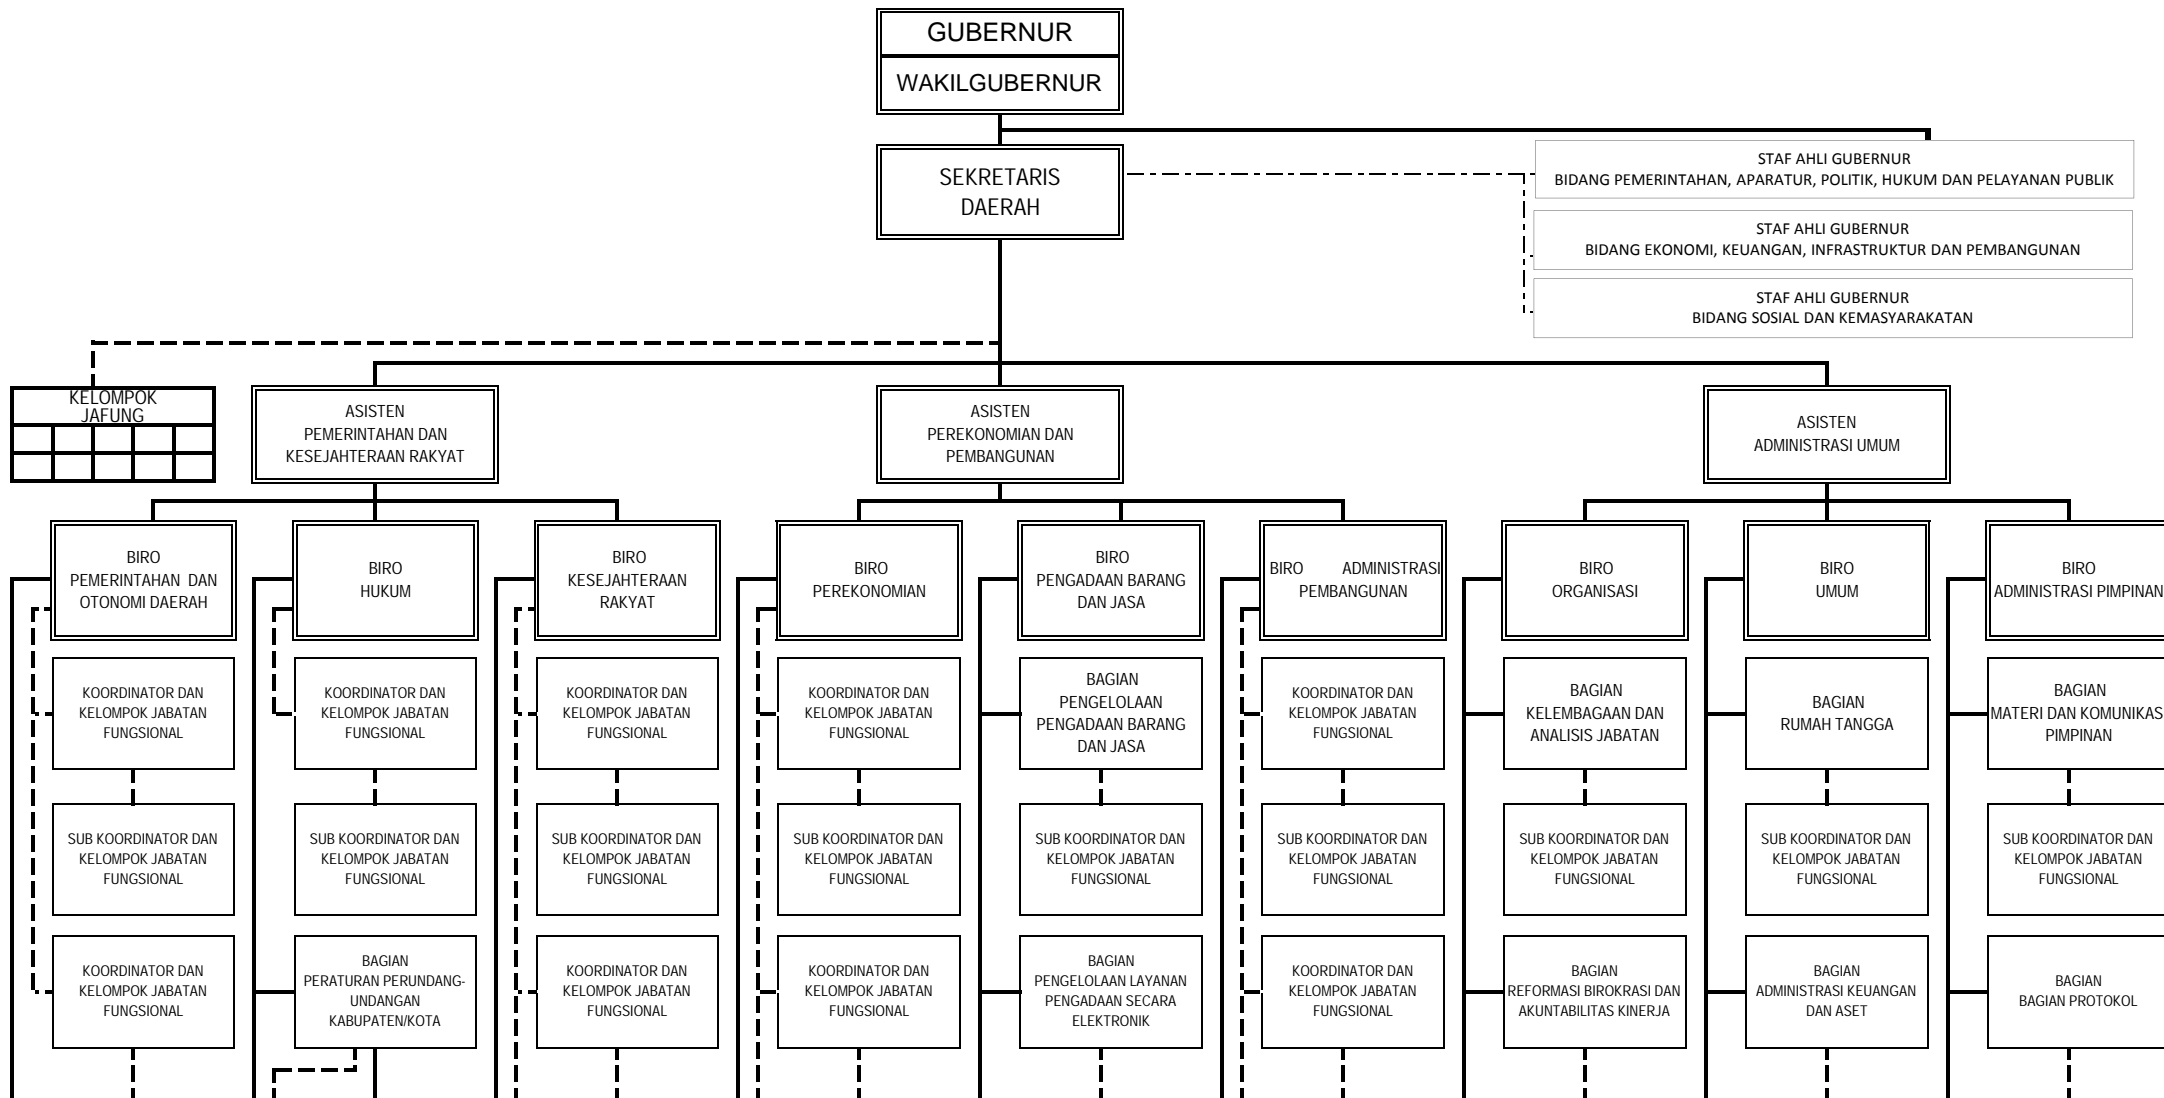 GUBERNUR
WAKILGUBERNUR
SEKRETARIS
DAERAH
STAF AHLI GUBERNUR
BIDANG PEMERINTAHAN, APARATUR, POLITIK, HUKUM DAN PELAYANAN PUBLIK
STAF AHLI GUBERNUR
BIDANG EKONOMI, KEUANGAN, INFRASTRUKTUR DAN PEMBANGUNAN
STAF AHLI GUBERNUR
BIDANG SOSIAL DAN KEMASYARAKATAN
KELOMPOK
JAFUNG
ASISTEN
PEMERINTAHAN DAN
KESEJAHTERAAN RAKYAT
ASISTEN
PEREKONOMIAN DAN
PEMBANGUNAN
ASISTEN
ADMINISTRASI UMUM
BIRO
PEMERINTAHAN DAN
OTONOMI DAERAH
BIRO
HUKUM
BIRO
KESEJAHTERAAN
RAKYAT
BIRO
PEREKONOMIAN
BIRO
PENGADAAN BARANG
DAN JASA
BIRO ADMINISTRASI
PEMBANGUNAN
BIRO
ORGANISASI
BIRO
UMUM
BIRO
ADMINISTRASI PIMPINAN
KOORDINATOR DAN
KELOMPOK JABATAN
FUNGSIONAL
KOORDINATOR DAN
KELOMPOK JABATAN
FUNGSIONAL
KOORDINATOR DAN
KELOMPOK JABATAN
FUNGSIONAL
KOORDINATOR DAN
KELOMPOK JABATAN
FUNGSIONAL
BAGIAN
PENGELOLAAN
PENGADAAN BARANG
DAN JASA
KOORDINATOR DAN
KELOMPOK JABATAN
FUNGSIONAL
BAGIAN
KELEMBAGAAN DAN
ANALISIS JABATAN
BAGIAN
RUMAH TANGGA
BAGIAN
MATERI DAN KOMUNIKAS
PIMPINAN
SUB KOORDINATOR DAN
KELOMPOK JABATAN
FUNGSIONAL
SUB KOORDINATOR DAN
KELOMPOK JABATAN
FUNGSIONAL
SUB KOORDINATOR DAN
KELOMPOK JABATAN
FUNGSIONAL
SUB KOORDINATOR DAN
KELOMPOK JABATAN
FUNGSIONAL
SUB KOORDINATOR DAN
KELOMPOK JABATAN
FUNGSIONAL
SUB KOORDINATOR DAN
KELOMPOK JABATAN
FUNGSIONAL
SUB KOORDINATOR DAN
KELOMPOK JABATAN
FUNGSIONAL
SUB KOORDINATOR DAN
KELOMPOK JABATAN
FUNGSIONAL
SUB KOORDINATOR DAN
KELOMPOK JABATAN
FUNGSIONAL
KOORDINATOR DAN
KELOMPOK JABATAN
FUNGSIONAL
BAGIAN
PERATURAN PERUNDANG-
UNDANGAN
KABUPATEN/KOTA
KOORDINATOR DAN
KELOMPOK JABATAN
FUNGSIONAL
KOORDINATOR DAN
KELOMPOK JABATAN
FUNGSIONAL
BAGIAN
PENGELOLAAN LAYANAN
PENGADAAN SECARA
ELEKTRONIK
KOORDINATOR DAN
KELOMPOK JABATAN
FUNGSIONAL
BAGIAN
REFORMASI BIROKRASI DAN
AKUNTABILITAS KINERJA
BAGIAN
ADMINISTRASI KEUANGAN
DAN ASET
BAGIAN
BAGIAN PROTOKOL